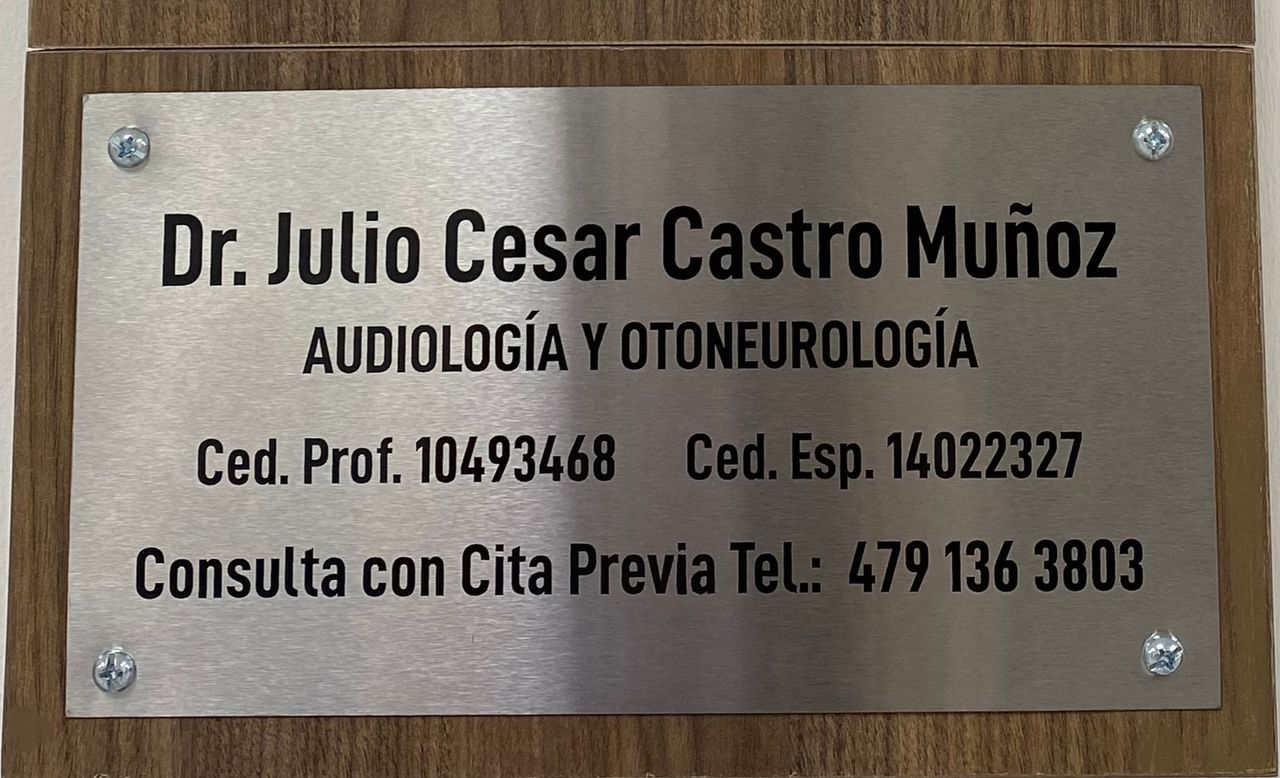 Dr. Julio Cesar Castro Muñoz
AUDIOLOGÍA Y OTONEUROLOGÍA
Ced. Prof. 10493468 Ced. Esp. 14022327
Consulta con Cita Previa Tel.: 479 136 3803